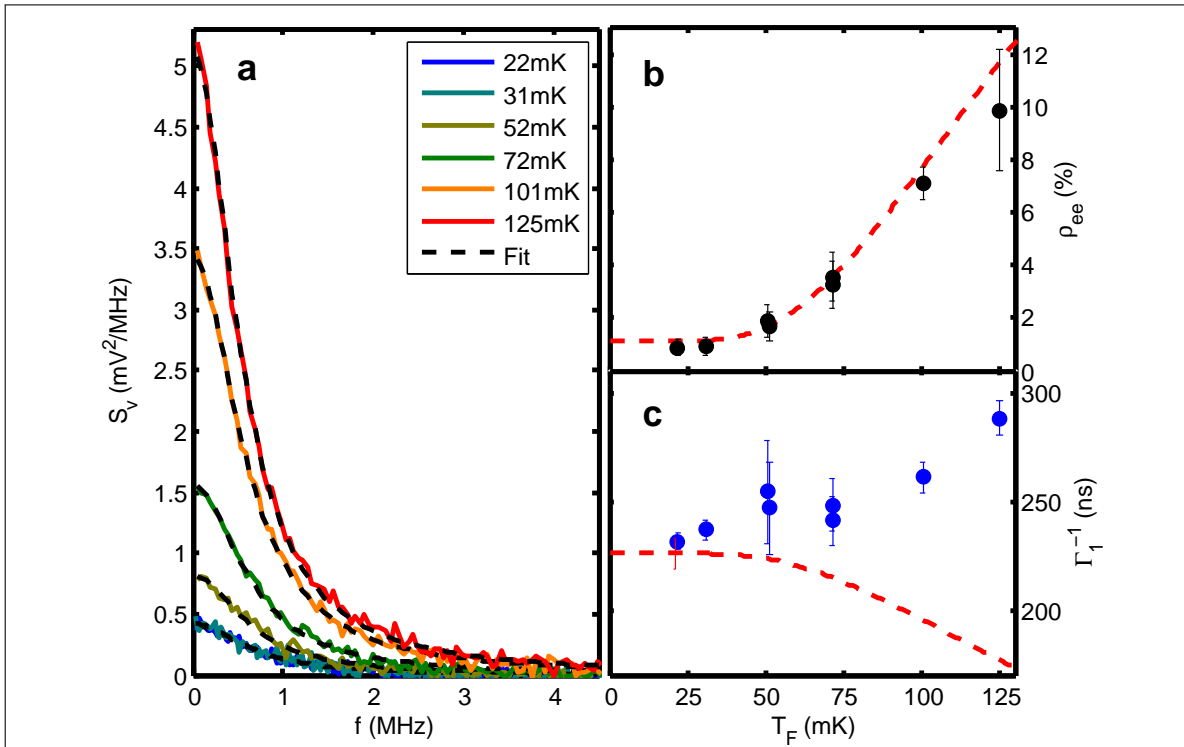 a
22mK
31mK
52mK
72mK
101mK
125mK
Fit
5
4.5
4
3.5
3
2.5
2
1.5
1
0.5
0
S_v (mV²/MHz)
0 1 2 3 4
f (MHz)
b
12
10
8
6
4
2
0
ρ_ee (%)
c
300
250
200
Γ₁⁻¹ (ns)
0 25 50 75 100 125
T_F (mK)